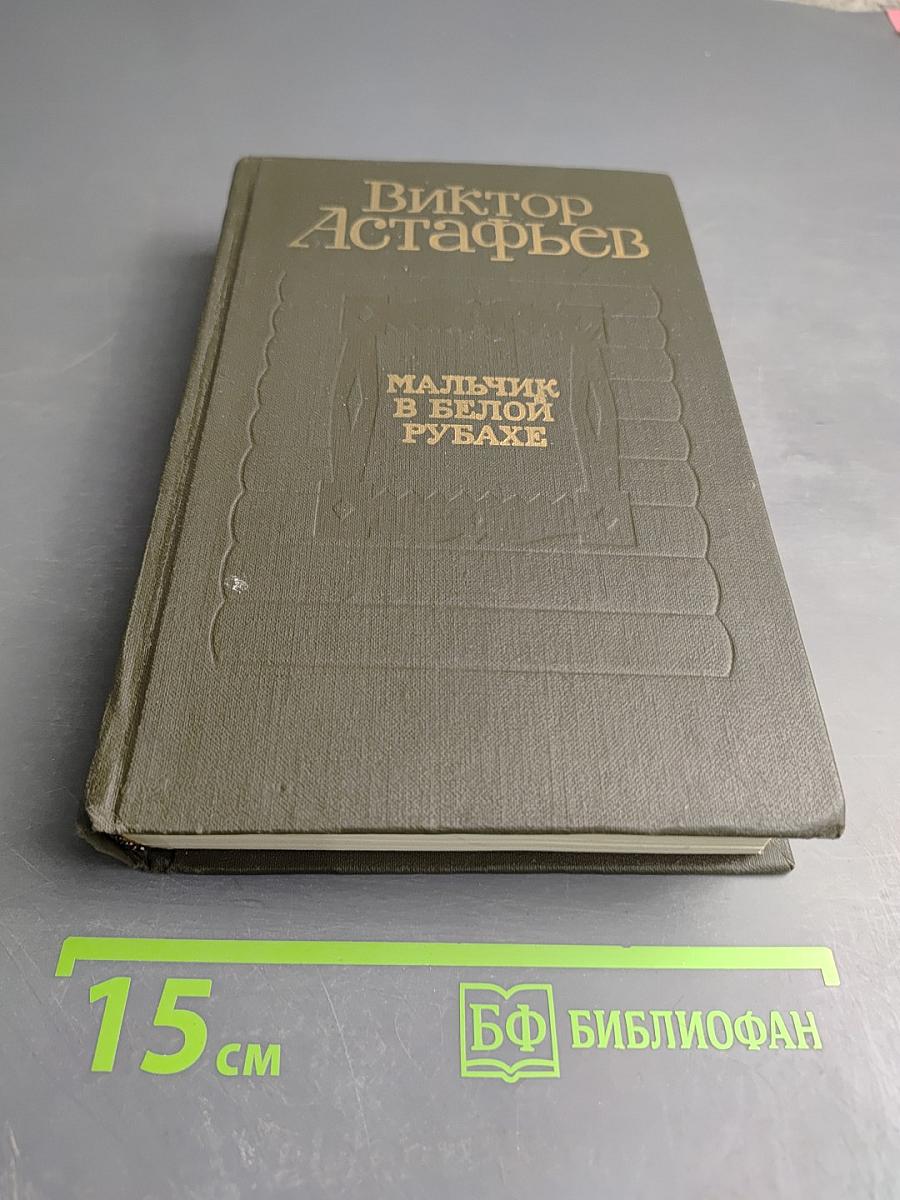 Виктор
Астафьев
МАЛЬЧИК
В БЕЛОЙ
РУБАХЕ
15 см
БФ БИБЛИОФАН